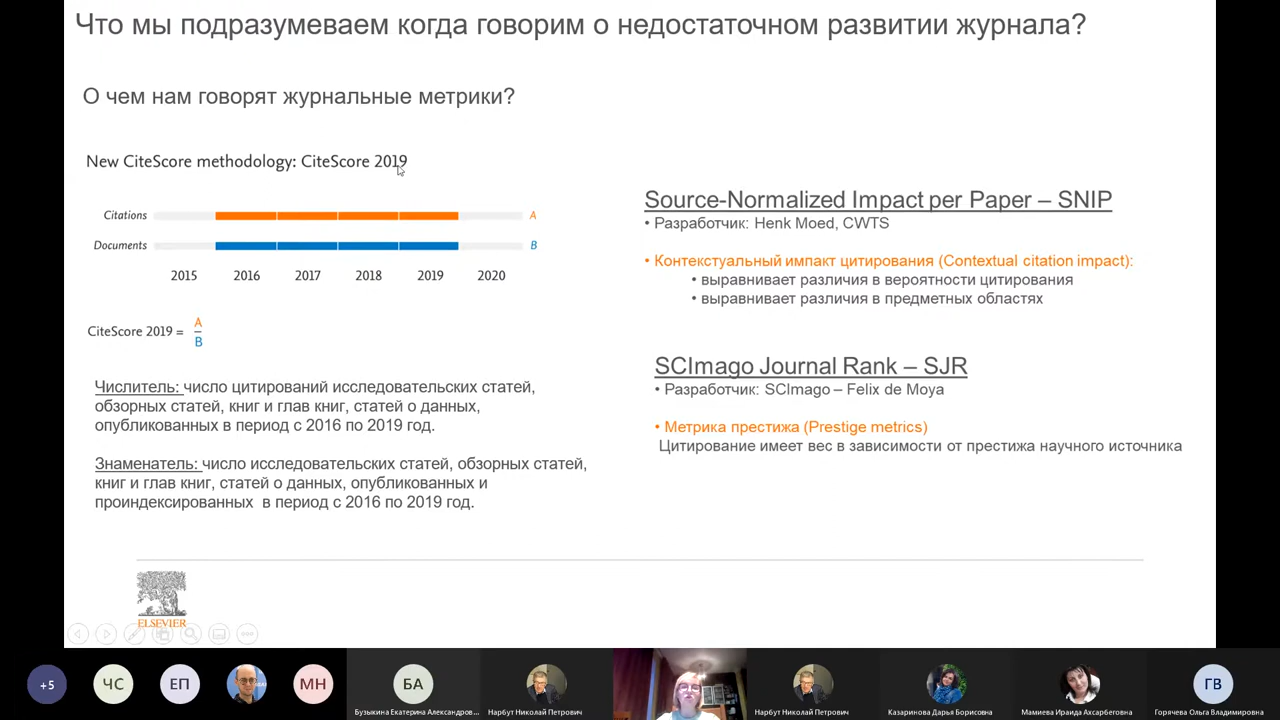 Что мы подразумеваем когда говорим о недостаточном развитии журнала?
О чем нам говорят журнальные метрики?
New CiteScore methodology: CiteScore 2019
Citations
A
Documents
B
2015 2016 2017 2018 2019 2020
CiteScore 2019 = A
B
Числитель: число цитирований исследовательских статей,
обзорных статей, книг и глав книг, статей о данных,
опубликованных в период с 2016 по 2019 год.
Знаменатель: число исследовательских статей, обзорных статей,
книг и глав книг, статей о данных, опубликованных и
проиндексированных в период с 2016 по 2019 год.
Source-Normalized Impact per Paper – SNIP
• Разработчик: Henk Moed, CWTS
• Контекстуальный импакт цитирования (Contextual citation impact):
• выравнивает различия в вероятности цитирования
• выравнивает различия в предметных областях
SCImago Journal Rank – SJR
• Разработчик: SCImago – Felix de Moya
• Метрика престижа (Prestige metrics)
Цитирование имеет вес в зависимости от престижа научного источника
ELSEVIER
+5
ЧС
ЕП
МН
БА
ГВ
Бузыкина Екатерина Александров...
Нарбут Николай Петрович
Нарбут Николай Петрович
Казаринова Дарья Борисовна
Мамиева Ираида Ахсарбеговна
Горячева Ольга Владимировна